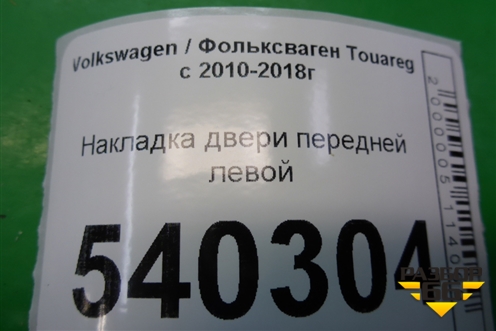 Volkswagen / Фольксваген Touareg
с 2010-2018г
Накладка двери передней
левой
540304